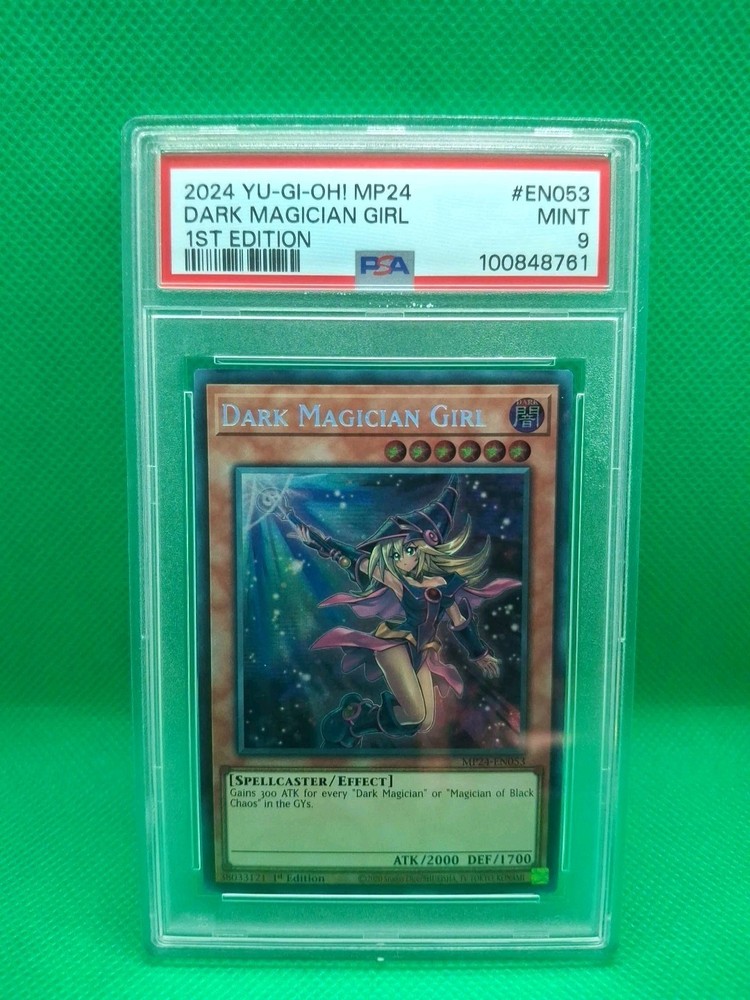 2024 YU-GI-OH! MP24 #EN053
DARK MAGICIAN GIRL MINT
1ST EDITION 9
PSA 100848761
DARK MAGICIAN GIRL
DARK
闇
MP24-EN053
[SPELLCASTER/EFFECT]
Gains 300 ATK for every "Dark Magician" or "Magician of Black
Chaos" in the GYs.
ATK/2000 DEF/1700
38033121 1st Edition